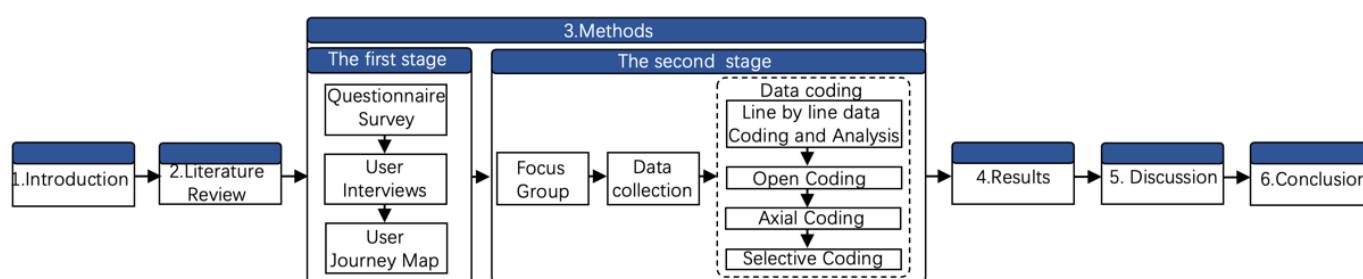 1.Introduction
2.Literature
Review
3.Methods
The first stage
Questionnaire
Survey
User
Interviews
User
Journey Map
The second stage
Focus
Group
Data
collection
Data coding
Line by line data
Coding and Analysis
Open Coding
Axial Coding
Selective Coding
4.Results
5. Discussion
6.Conclusion